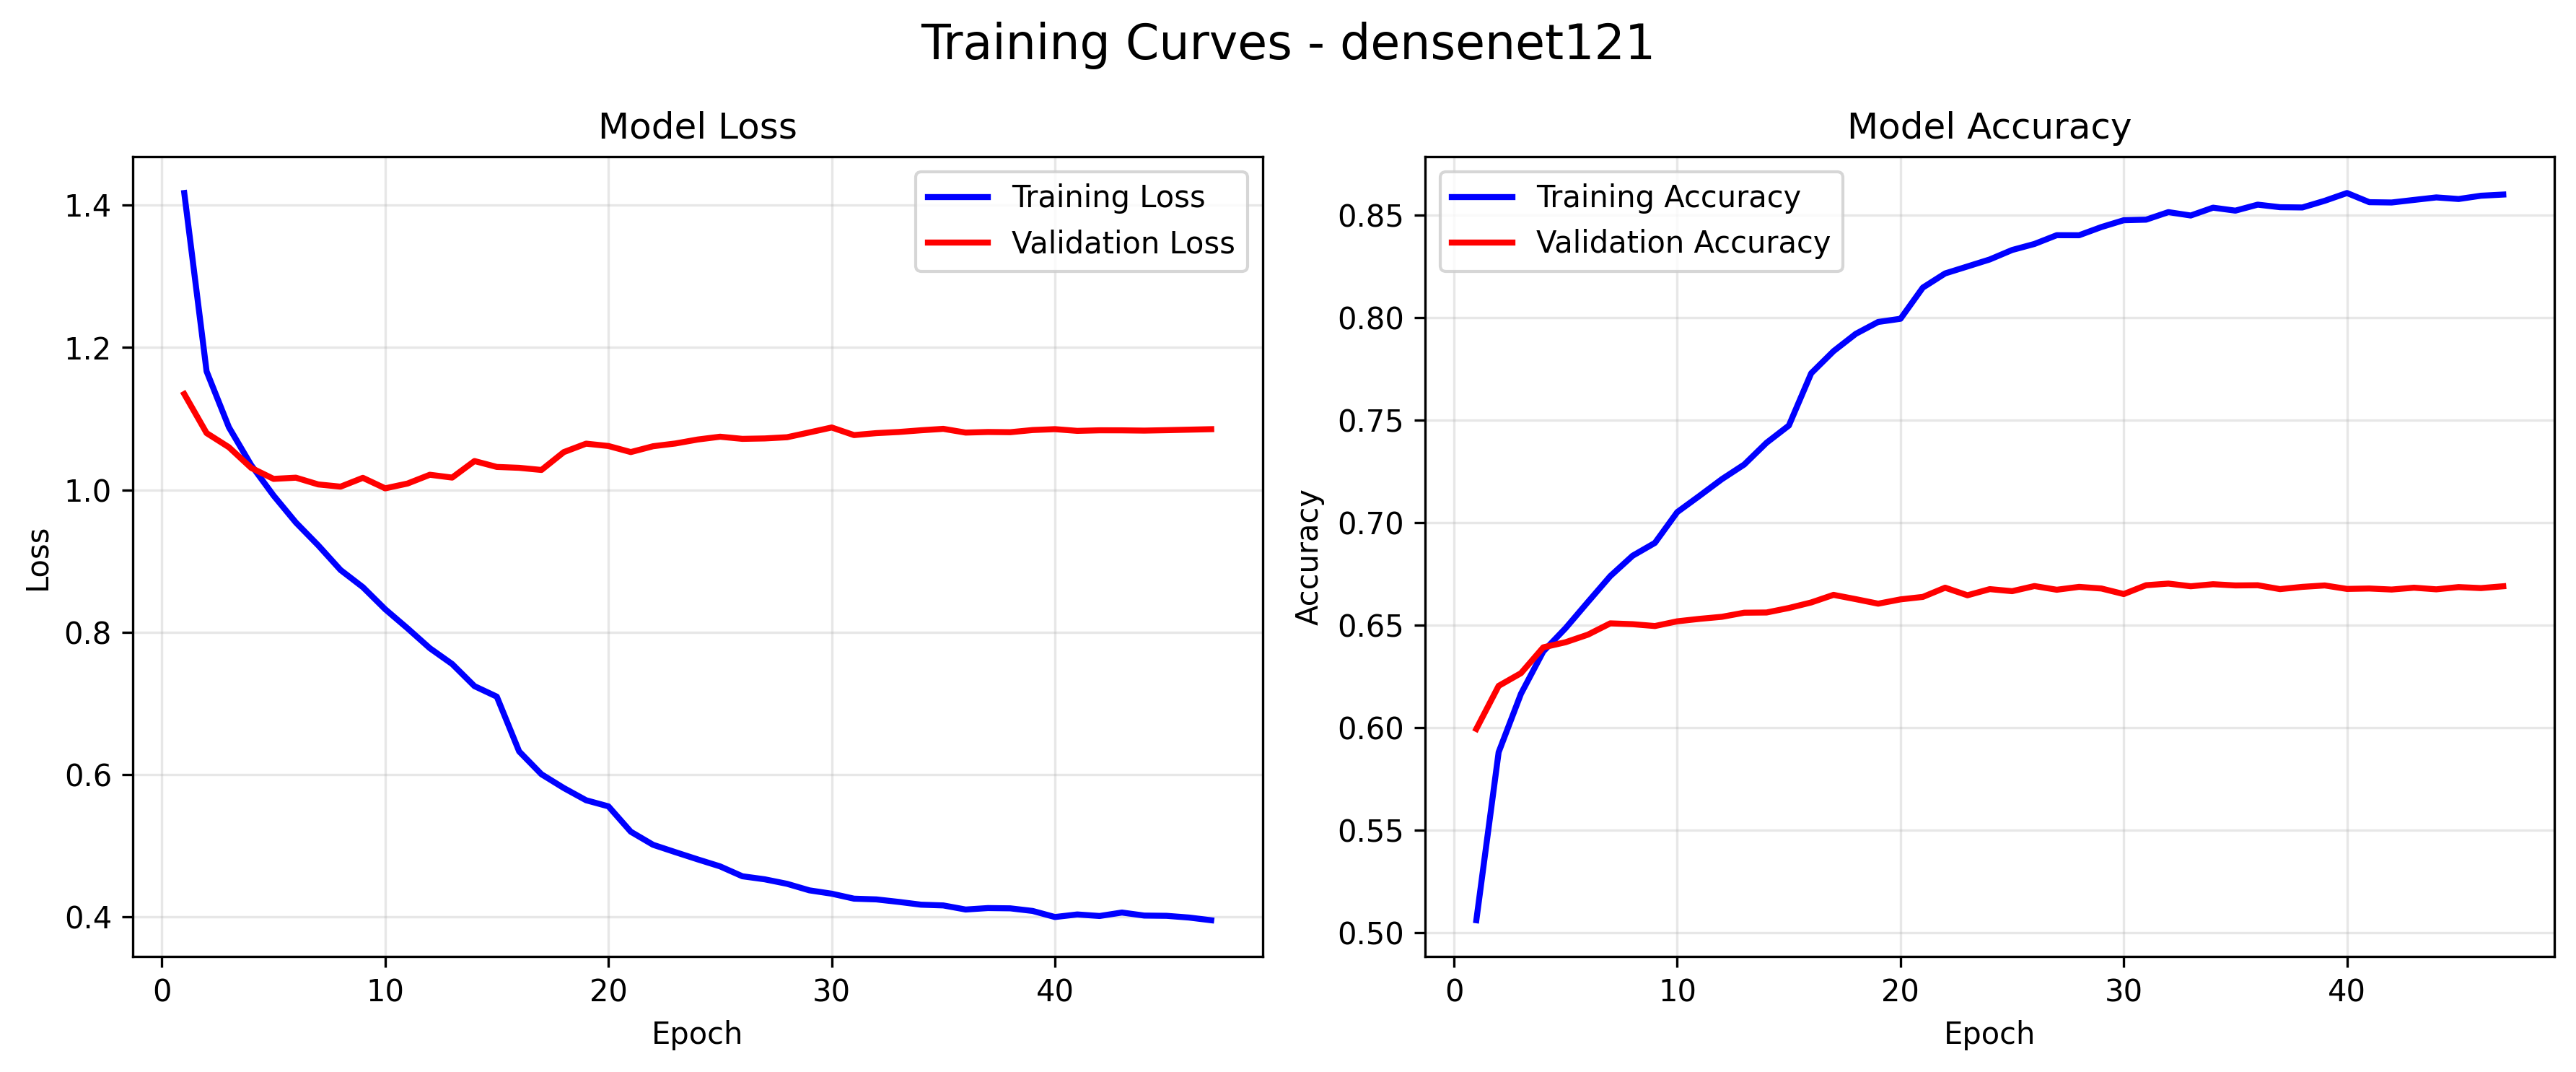 Training Curves - densenet121
Model Loss
Training Loss
Validation Loss
1.4
1.2
1.0
0.8
0.6
0.4
Loss
0 10 20 30 40
Epoch
Model Accuracy
Training Accuracy
Validation Accuracy
0.85
0.80
0.75
0.70
0.65
0.60
0.55
0.50
Accuracy
0 10 20 30 40
Epoch